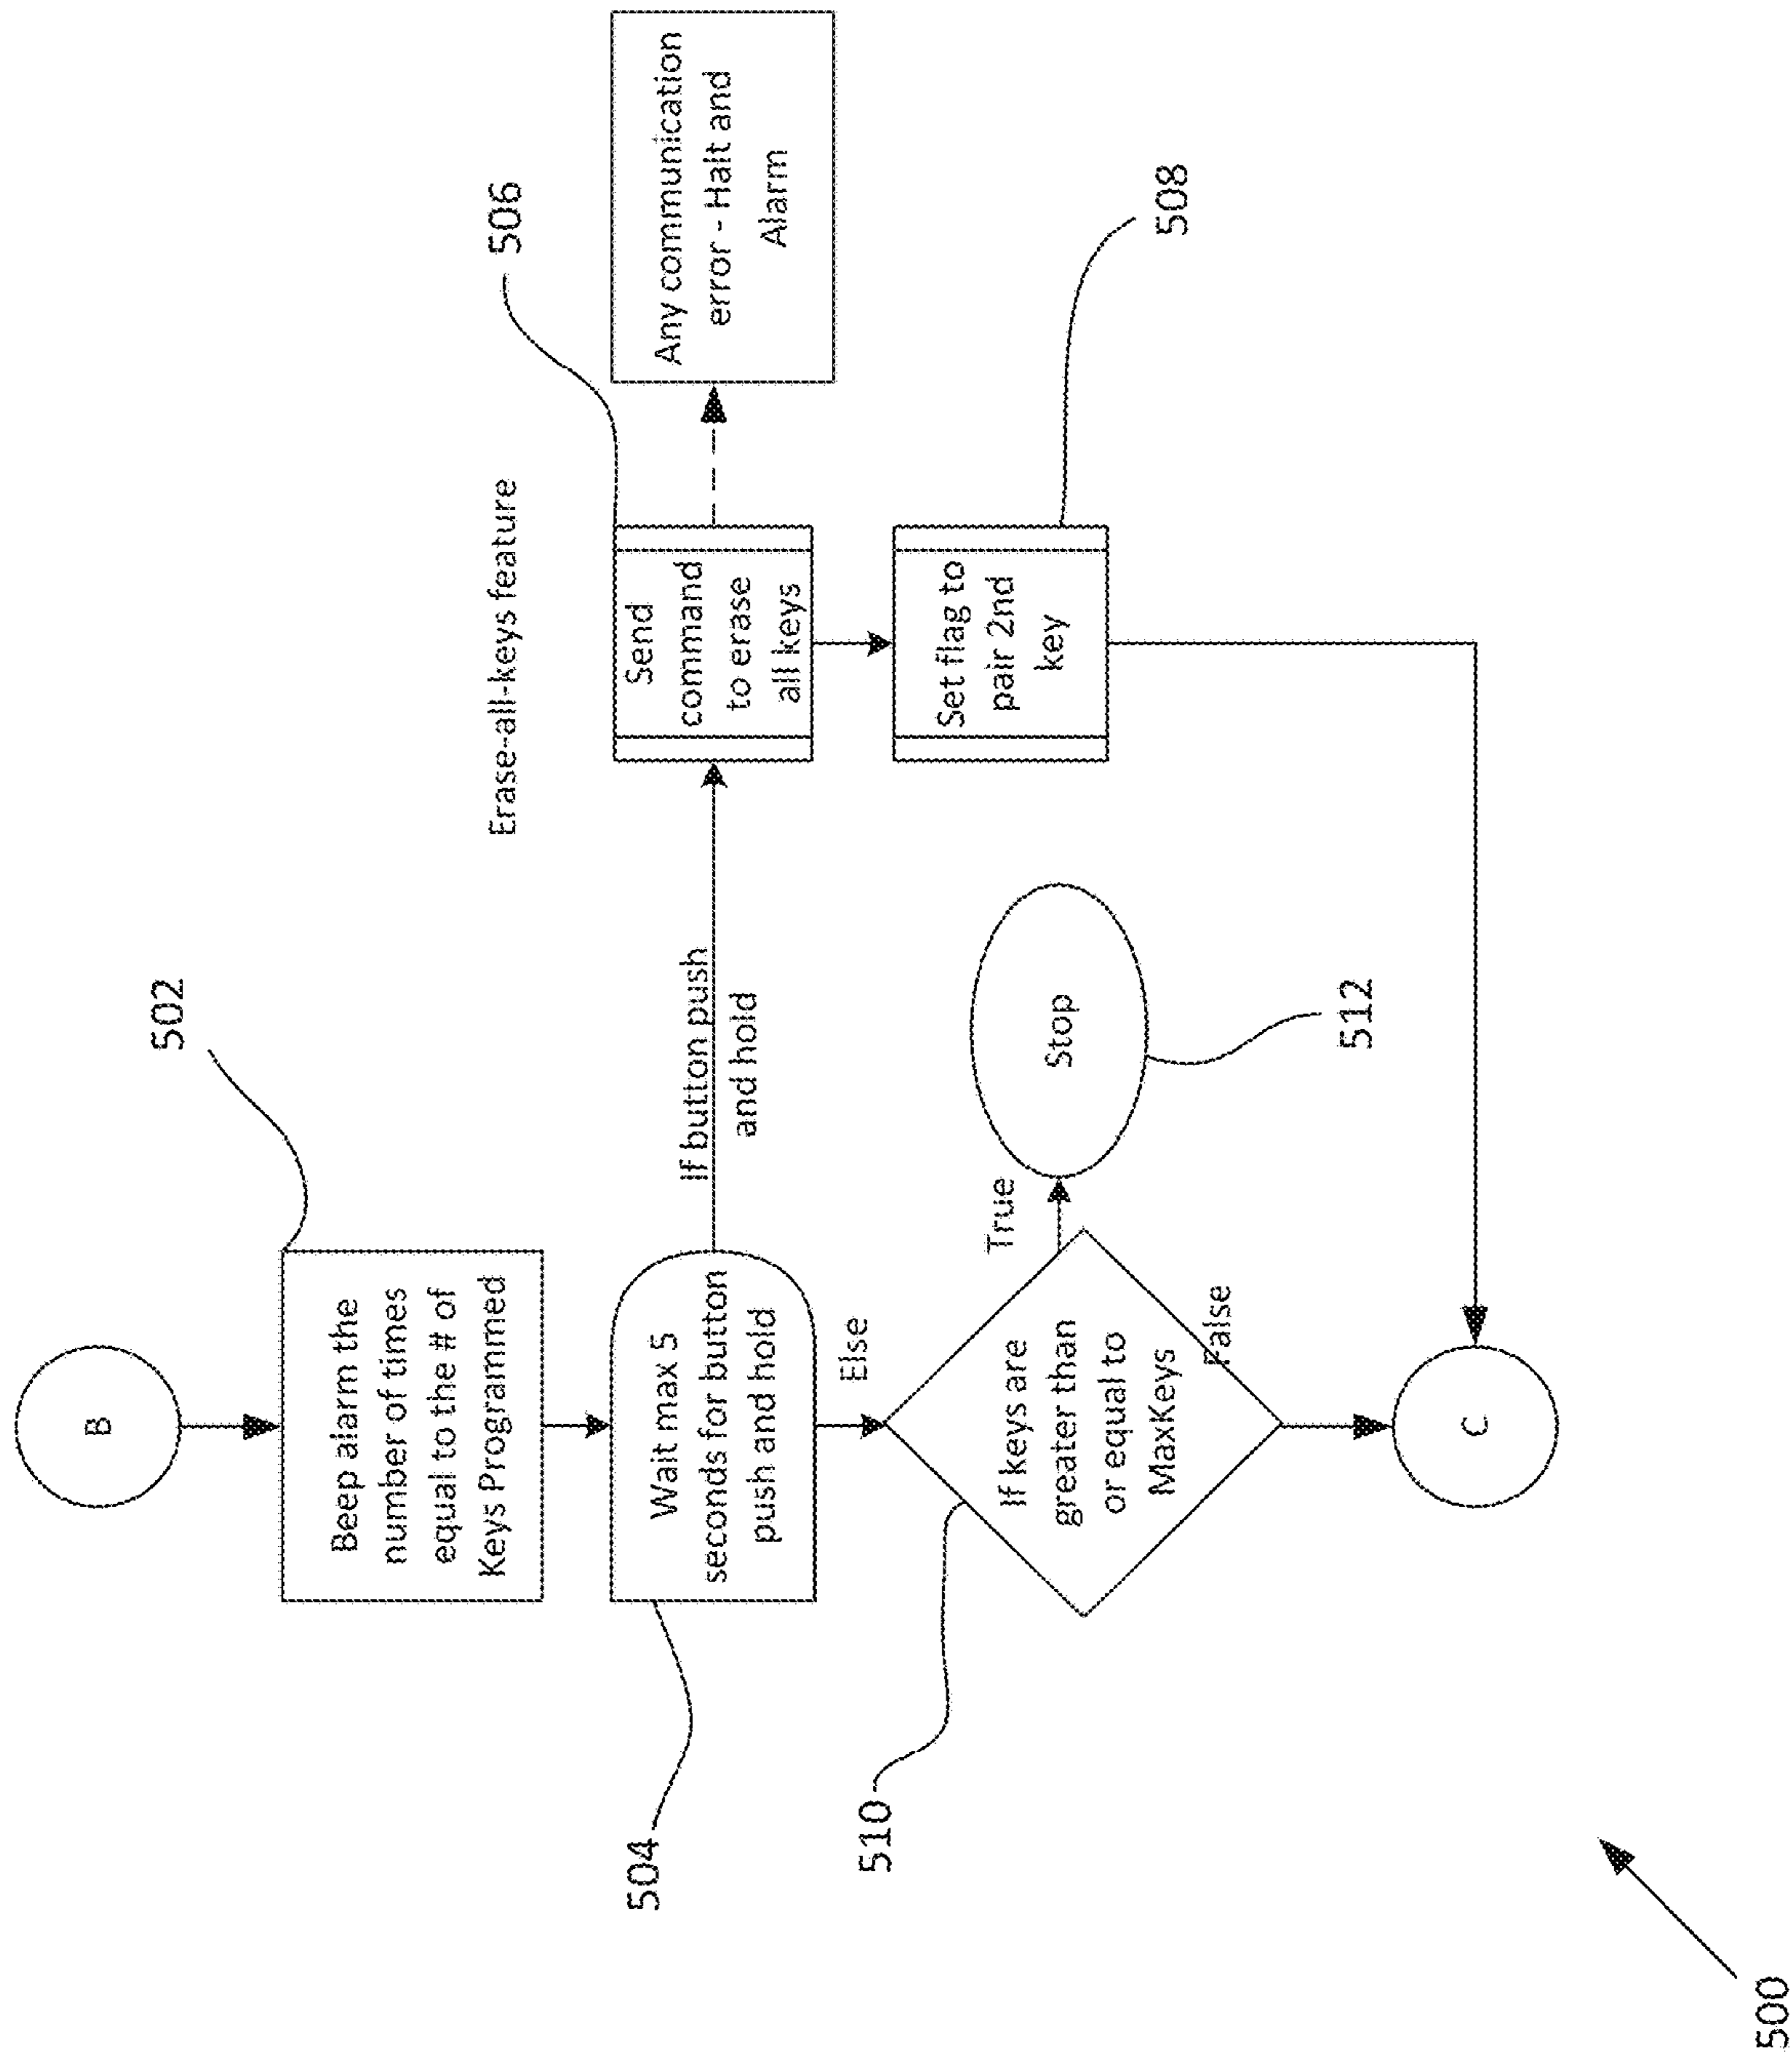 B
502
Beep alarm the
number of times
equal to the # of
Keys Programmed
504
Wait max 5
seconds for button
push and hold
If button push
and hold
Erase-all-keys feature
506
Send
command
to erase
all keys
Any communication
error - Halt and
Alarm
508
Set flag to
pair 2nd
key
Else
510
If keys are
greater than
or equal to
MaxKeys
True
Stop
512
False
C
500